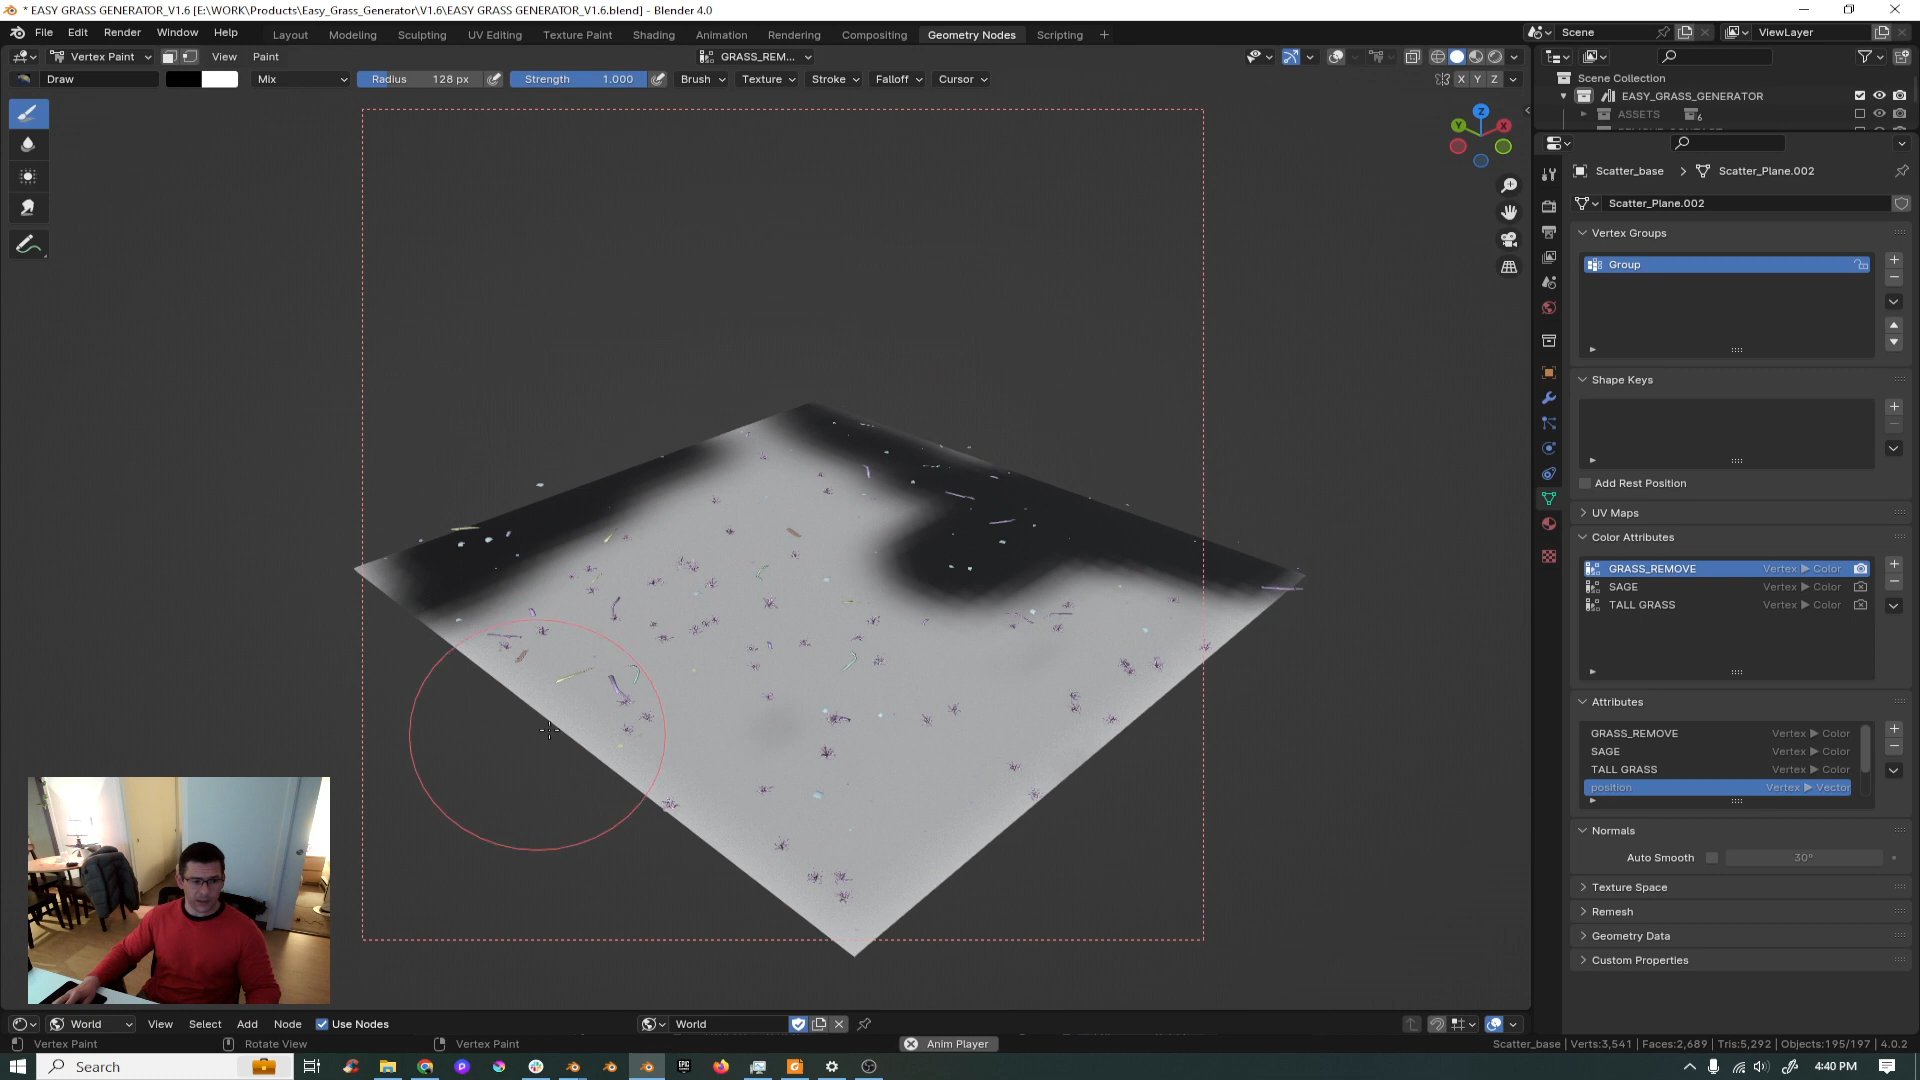 * EASY GRASS GENERATOR_V1.6 [E:\WORK\Products\Easy_Grass_Generator\V1.6\EASY GRASS GENERATOR_V1.6.blend] - Blender 4.0
File Edit Render Window Help Layout Modeling Sculpting UV Editing Texture Paint Shading Animation Rendering Compositing Geometry Nodes Scripting + Scene ViewLayer
Vertex Paint View Paint GRASS_REM...
Draw Mix Radius 128 px Strength 1.000 Brush Texture Stroke Falloff Cursor X Y Z
Scene Collection
EASY_GRASS_GENERATOR
ASSETS 6
Z
Y X
Scatter_base > Scatter_Plane.002
Scatter_Plane.002
Vertex Groups
Group
Shape Keys
Add Rest Position
UV Maps
Color Attributes
GRASS_REMOVE Vertex ▶ Color
SAGE Vertex ▶ Color
TALL GRASS Vertex ▶ Color
Attributes
GRASS_REMOVE Vertex ▶ Color
SAGE Vertex ▶ Color
TALL GRASS Vertex ▶ Color
position Vertex ▶ Vector
Normals
Auto Smooth 30°
Texture Space
Remesh
Geometry Data
Custom Properties
World View Select Add Node Use Nodes World
Vertex Paint Rotate View Vertex Paint Anim Player Scatter_base | Verts:3,541 | Faces:2,689 | Tris:5,292 | Objects:195/197 | 4.0.2
Search EPIC 4:40 PM